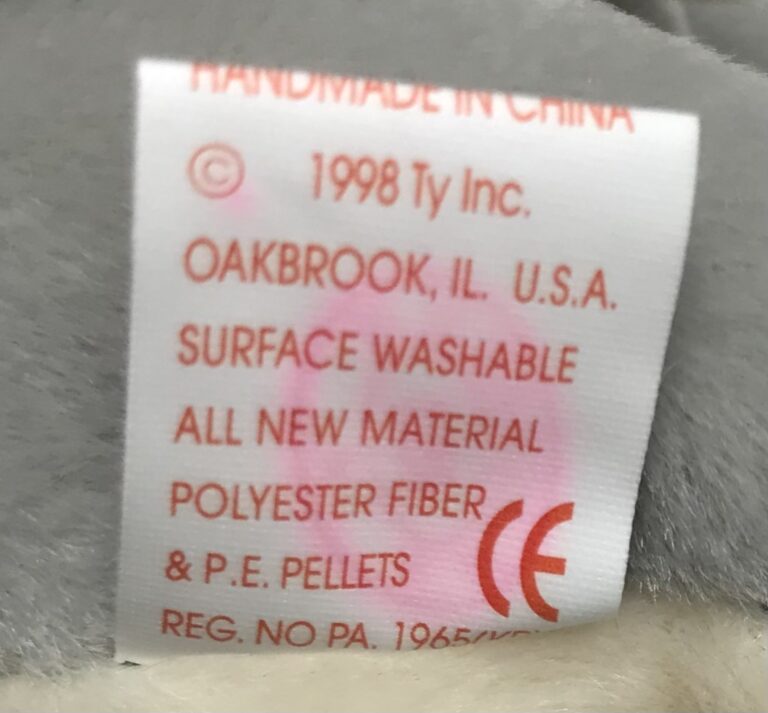 HANDMADE IN CHINA
© 1998 Ty Inc.
OAKBROOK, IL. U.S.A.
SURFACE WASHABLE
ALL NEW MATERIAL
POLYESTER FIBER
& P.E. PELLETS
CE
REG. NO PA. 1965